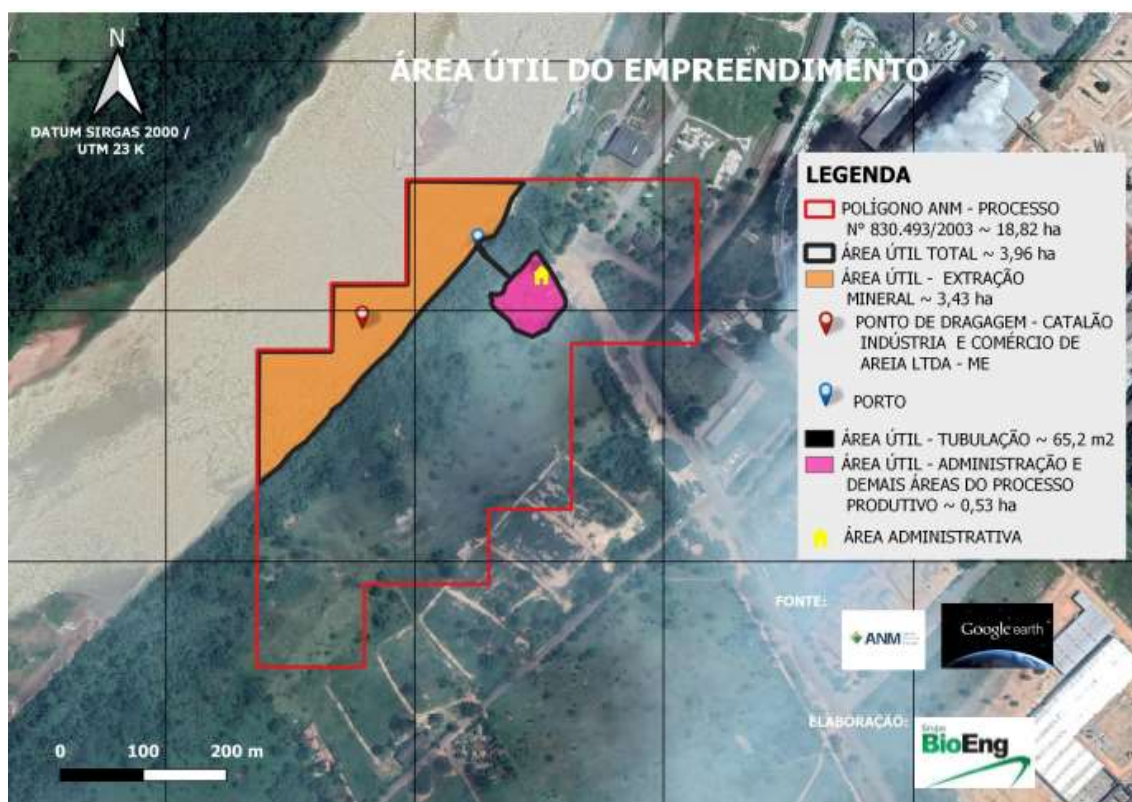 ÁREA ÚTIL DO EMPREENDIMENTO
N
DATUM SIRGAS 2000 /
UTM 23 K
LEGENDA
POLÍGONO ANM - PROCESSO
N° 830.493/2003 ~ 18,82 ha
ÁREA ÚTIL TOTAL ~ 3,96 ha
ÁREA ÚTIL - EXTRAÇÃO
MINERAL ~ 3,43 ha
PONTO DE DRAGAGEM - CATALÃO
INDÚSTRIA E COMÉRCIO DE
AREIA LTDA - ME
PORTO
ÁREA ÚTIL - TUBULAÇÃO ~ 65,2 m2
ÁREA ÚTIL - ADMINISTRAÇÃO E
DEMAIS ÁREAS DO PROCESSO
PRODUTIVO ~ 0,53 ha
ÁREA ADMINISTRATIVA
FONTE:
ANM
Google earth
ELABORAÇÃO:
Grupo
BioEng
0 100 200 m